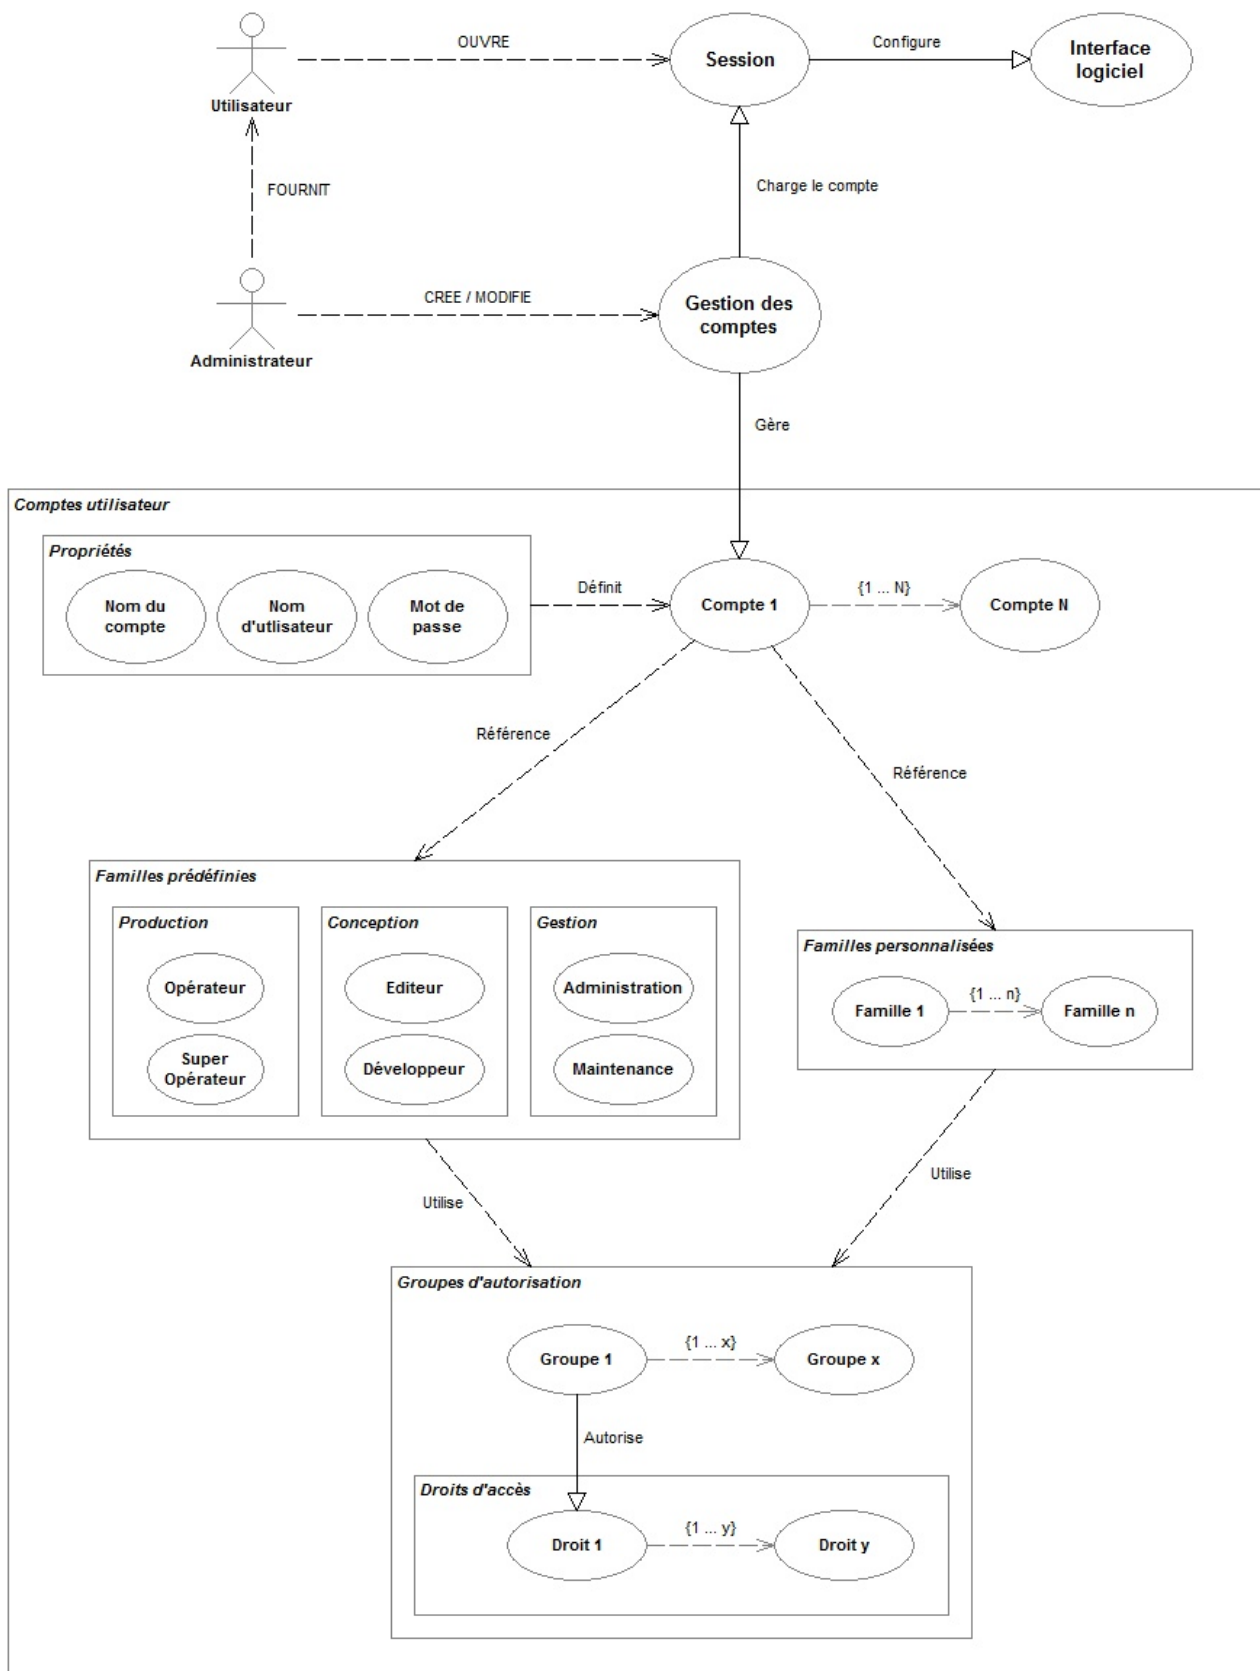 OUVRE
Session
Configure
Interface
logiciel
Utilisateur
FOURNIT
Charge le compte
CREE / MODIFIE
Gestion des
comptes
Administrateur
Gère
Comptes utilisateur
Propriétés
Nom du
compte
Nom
d'utlisateur
Mot de
passe
Définit
Compte 1
{1 ... N}
Compte N
Référence
Référence
Familles prédéfinies
Production
Opérateur
Super
Opérateur
Conception
Editeur
Développeur
Gestion
Administration
Maintenance
Familles personnalisées
Famille 1
{1 ... n}
Famille n
Utilise
Utilise
Groupes d'autorisation
Groupe 1
{1 ... x}
Groupe x
Autorise
Droits d'accès
Droit 1
{1 ... y}
Droit y